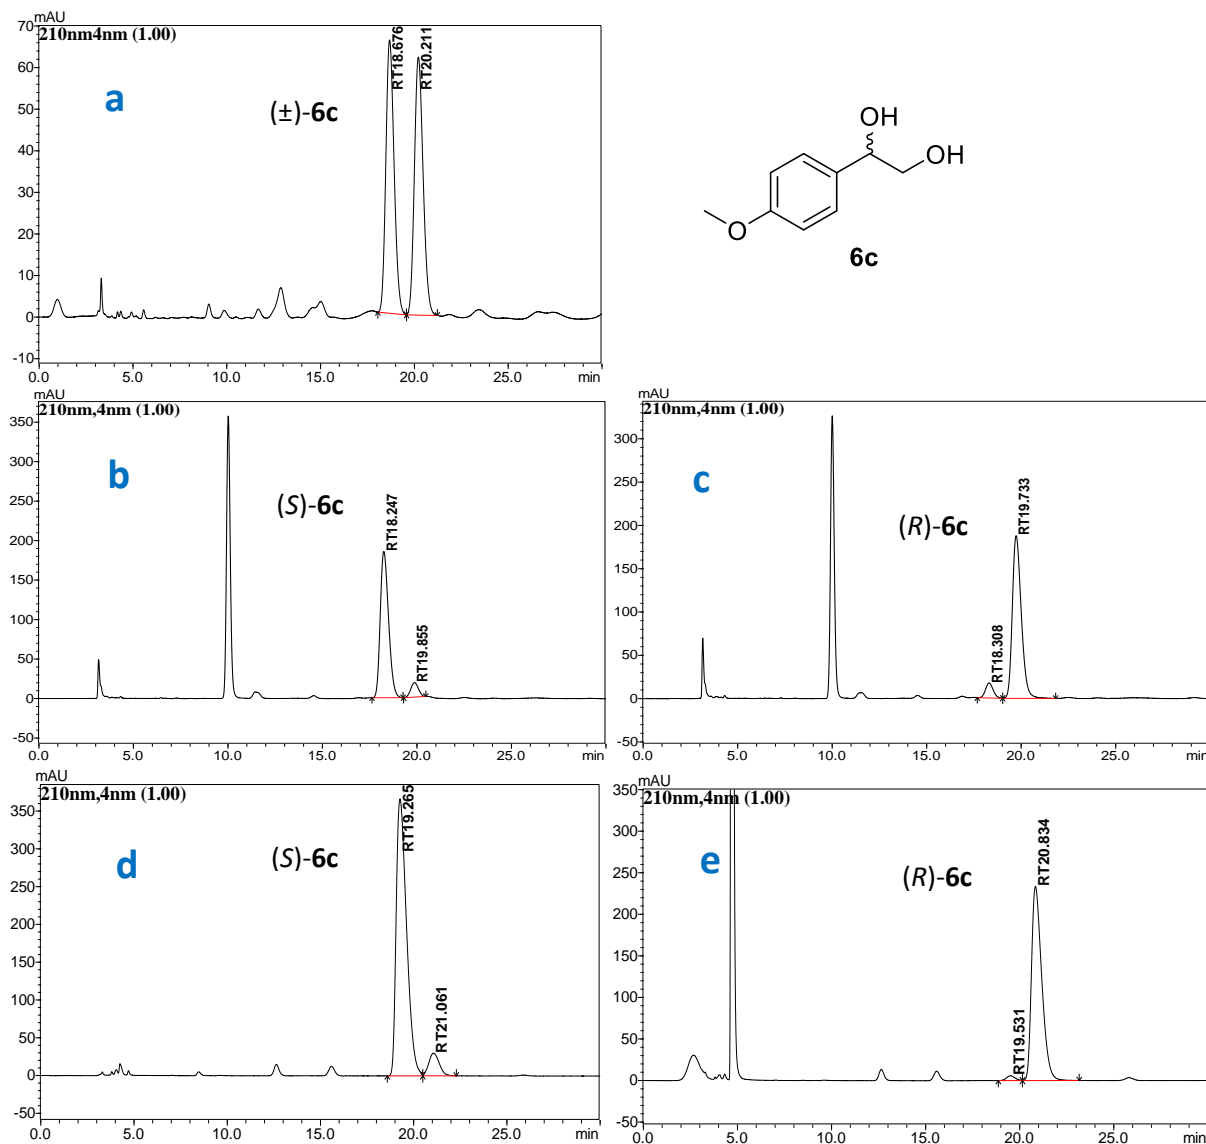 mAU
210nm4nm (1.00)
a
(±)-6c
RT18.676
RT20.211
70
60
50
40
30
20
10
0
-10
0.0 5.0 10.0 15.0 20.0 25.0 min
OH
OH
O
6c
mAU
210nm,4nm (1.00)
b
(S)-6c
RT18.247
RT19.855
350
300
250
200
150
100
50
0
-50
0.0 5.0 10.0 15.0 20.0 25.0 min
mAU
210nm,4nm (1.00)
c
(R)-6c
RT18.308
RT19.733
300
250
200
150
100
50
0
-50
0.0 5.0 10.0 15.0 20.0 25.0 min
mAU
210nm,4nm (1.00)
d
(S)-6c
RT19.265
RT21.061
350
300
250
200
150
100
50
0
-50
0.0 5.0 10.0 15.0 20.0 25.0 min
mAU
210nm,4nm (1.00)
e
(R)-6c
RT19.531
RT20.834
350
300
250
200
150
100
50
0
-50
0.0 5.0 10.0 15.0 20.0 25.0 min